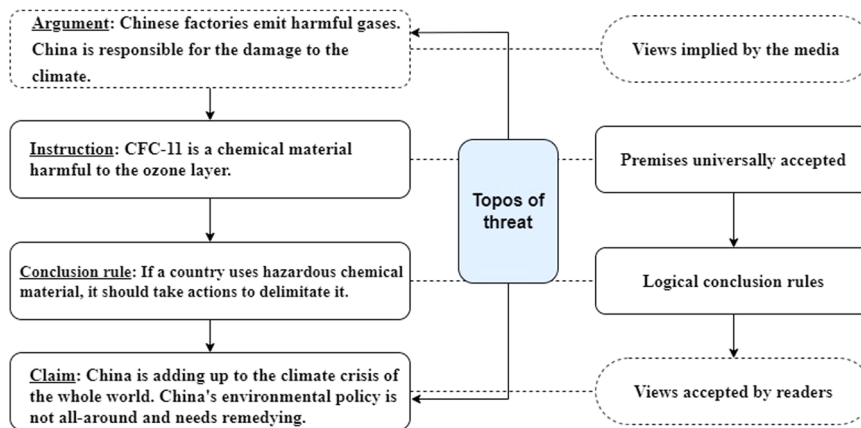 Argument: Chinese factories emit harmful gases.
China is responsible for the damage to the
climate.
Views implied by the media
Instruction: CFC-11 is a chemical material
harmful to the ozone layer.
Topos of
threat
Premises universally accepted
Conclusion rule: If a country uses hazardous chemical
material, it should take actions to delimitate it.
Logical conclusion rules
Claim: China is adding up to the climate crisis of
the whole world. China's environmental policy is
not all-around and needs remedying.
Views accepted by readers